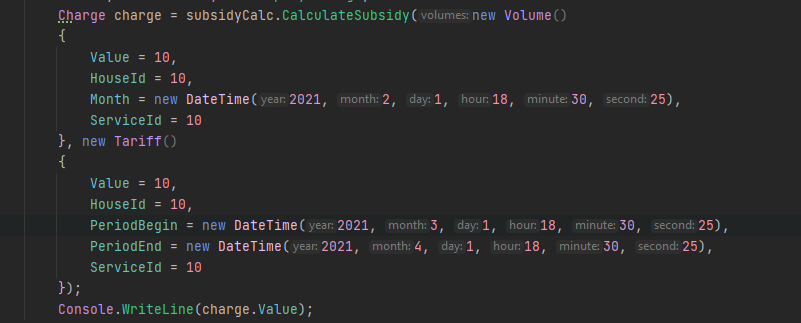 Charge charge = subsidyCalc.CalculateSubsidy(volumes: new Volume()
{
Value = 10,
HouseId = 10,
Month = new DateTime(year: 2021, month: 2, day: 1, hour: 18, minute: 30, second: 25),
ServiceId = 10
}, new Tariff()
{
Value = 10,
HouseId = 10,
PeriodBegin = new DateTime(year: 2021, month: 3, day: 1, hour: 18, minute: 30, second: 25),
PeriodEnd = new DateTime(year: 2021, month: 4, day: 1, hour: 18, minute: 30, second: 25),
ServiceId = 10
});
Console.WriteLine(charge.Value);